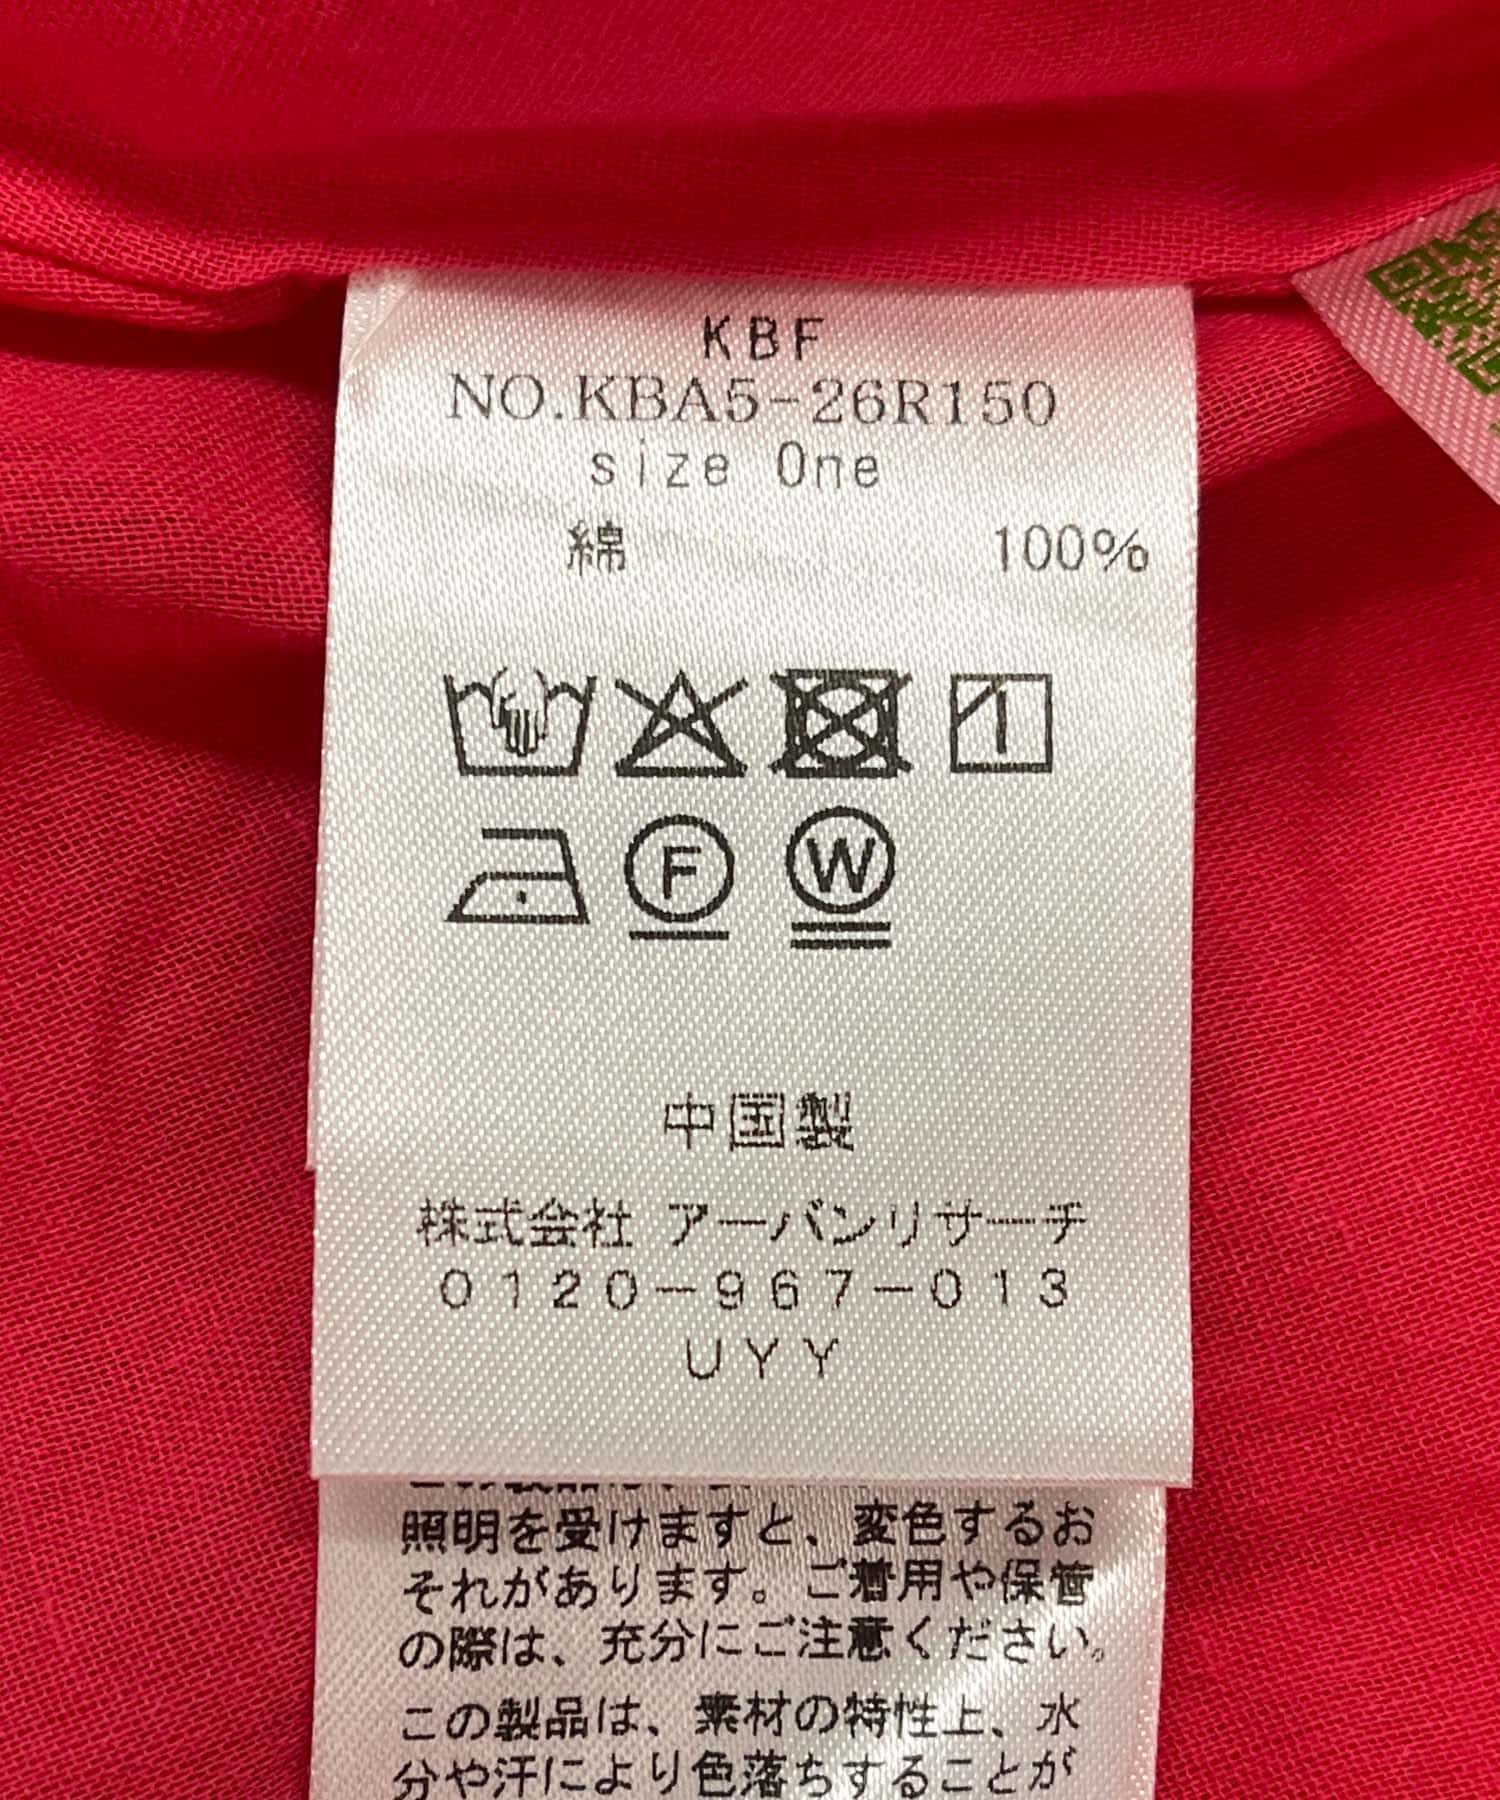 KBF
NO.KBA5-26R150
size One
綿 100%
1
F W
中国製
株式会社 アーバンリサーチ
0120-967-013
UYY
照明を受けますと、変色するお
それがあります。ご着用や保管
の際は、充分にご注意ください。
この製品は、素材の特性上、水
分や汗により色落ちすることが